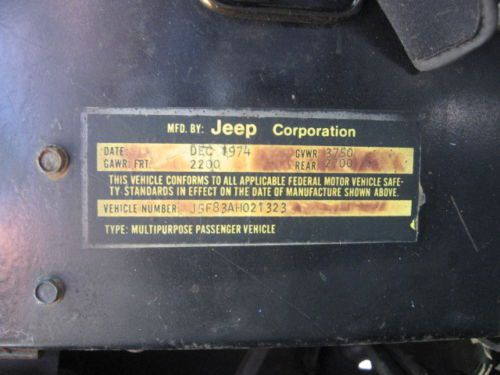 MFD. BY: Jeep Corporation
DATE: DEC 1974 GVWR 3750
GAWR: FRT. 2200 REAR. 2700
THIS VEHICLE CONFORMS TO ALL APPLICABLE FEDERAL MOTOR VEHICLE SAFE-
TY STANDARDS IN EFFECT ON THE DATE OF MANUFACTURE SHOWN ABOVE.
VEHICLE NUMBER: J5F83AH021323
TYPE: MULTIPURPOSE PASSENGER VEHICLE